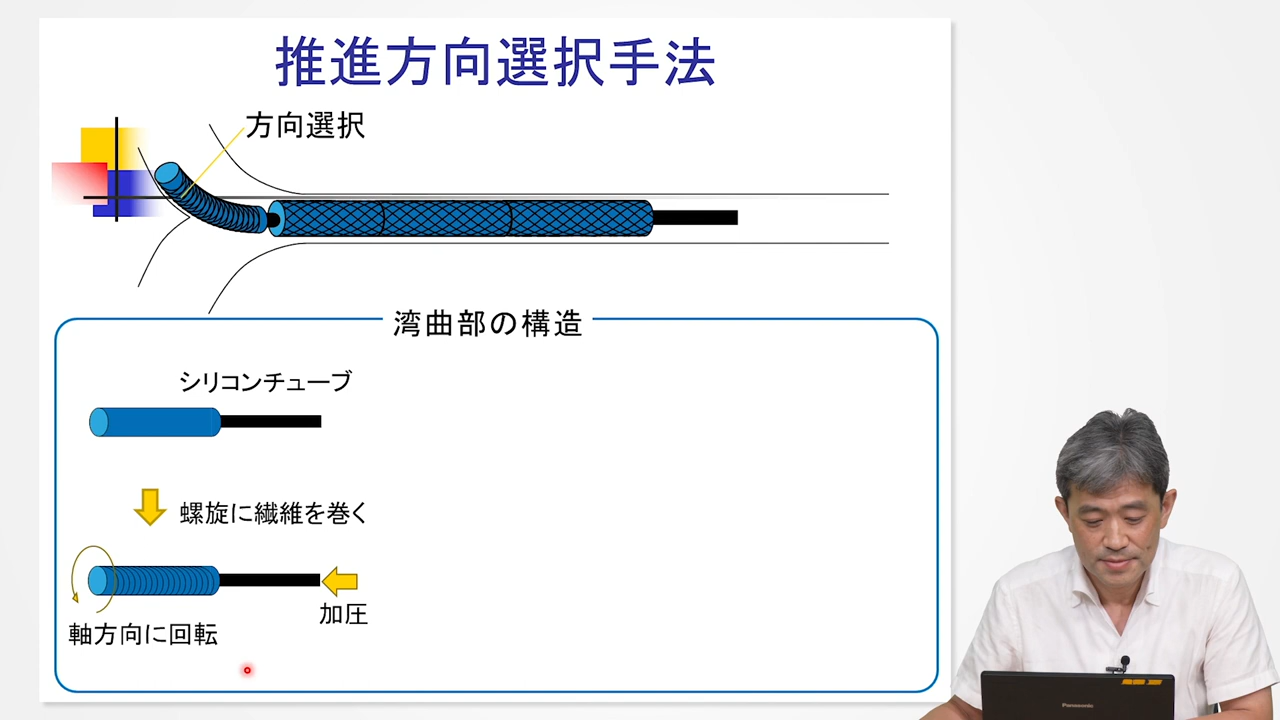 推進方向選択手法
方向選択
湾曲部の構造
シリコンチューブ
螺旋に繊維を巻く
加圧
軸方向に回転
Panasonic